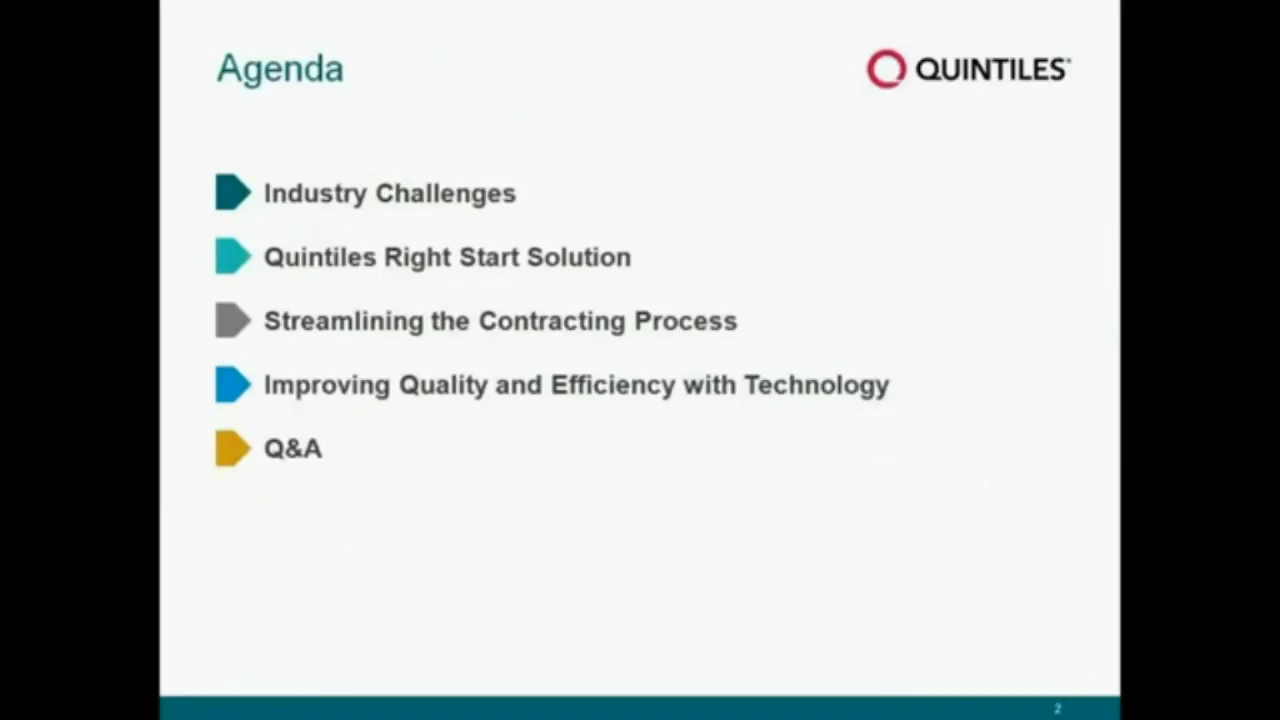 Agenda
QUINTILES
Industry Challenges
Quintiles Right Start Solution
Streamlining the Contracting Process
Improving Quality and Efficiency with Technology
Q&A
2